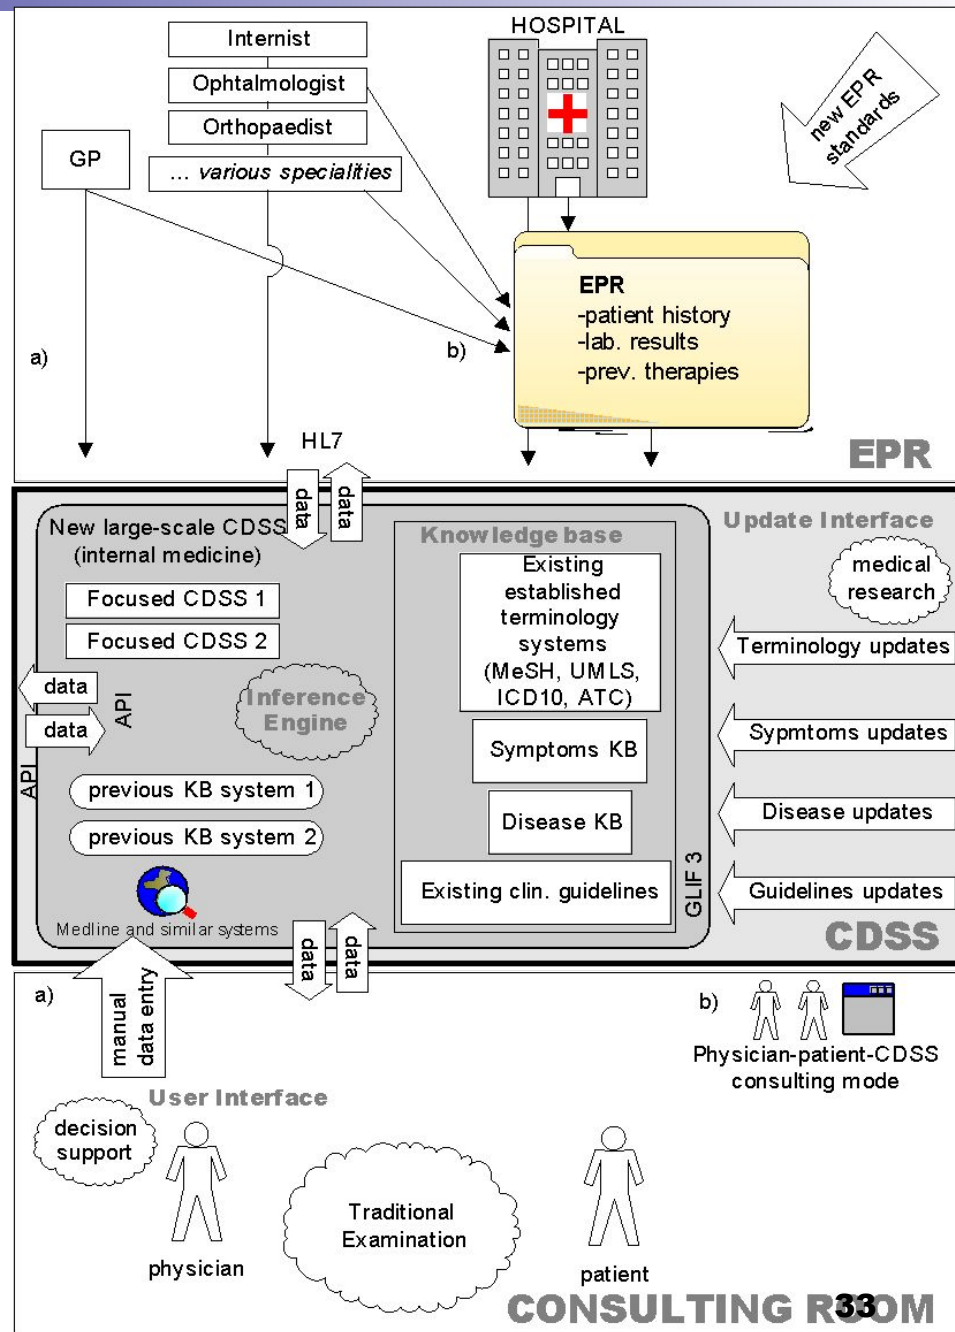 HOSPITAL
Internist
Ophtalmologist
Orthopaedist
... various specialities
GP
new EPR
standards
EPR
-patient history
-lab. results
-prev. therapies
a)
b)
HL7
EPR
data
data
New large-scale CDSS
(internal medicine)
Focused CDSS 1
Focused CDSS 2
data
data
API
API
Inference
Engine
previous KB system 1
previous KB system 2
Medline and similar systems
Knowledge base
Existing
established
terminology
systems
(MeSH, UMLS,
ICD10, ATC)
Symptoms KB
Disease KB
Existing clin. guidelines
GLIF 3
Update Interface
medical
research
Terminology updates
Sypmtoms updates
Disease updates
Guidelines updates
CDSS
data
data
a)
manual
data entry
b)
Physician-patient-CDSS
consulting mode
User Interface
decision
support
physician
Traditional
Examination
patient
CONSULTING ROOM
33